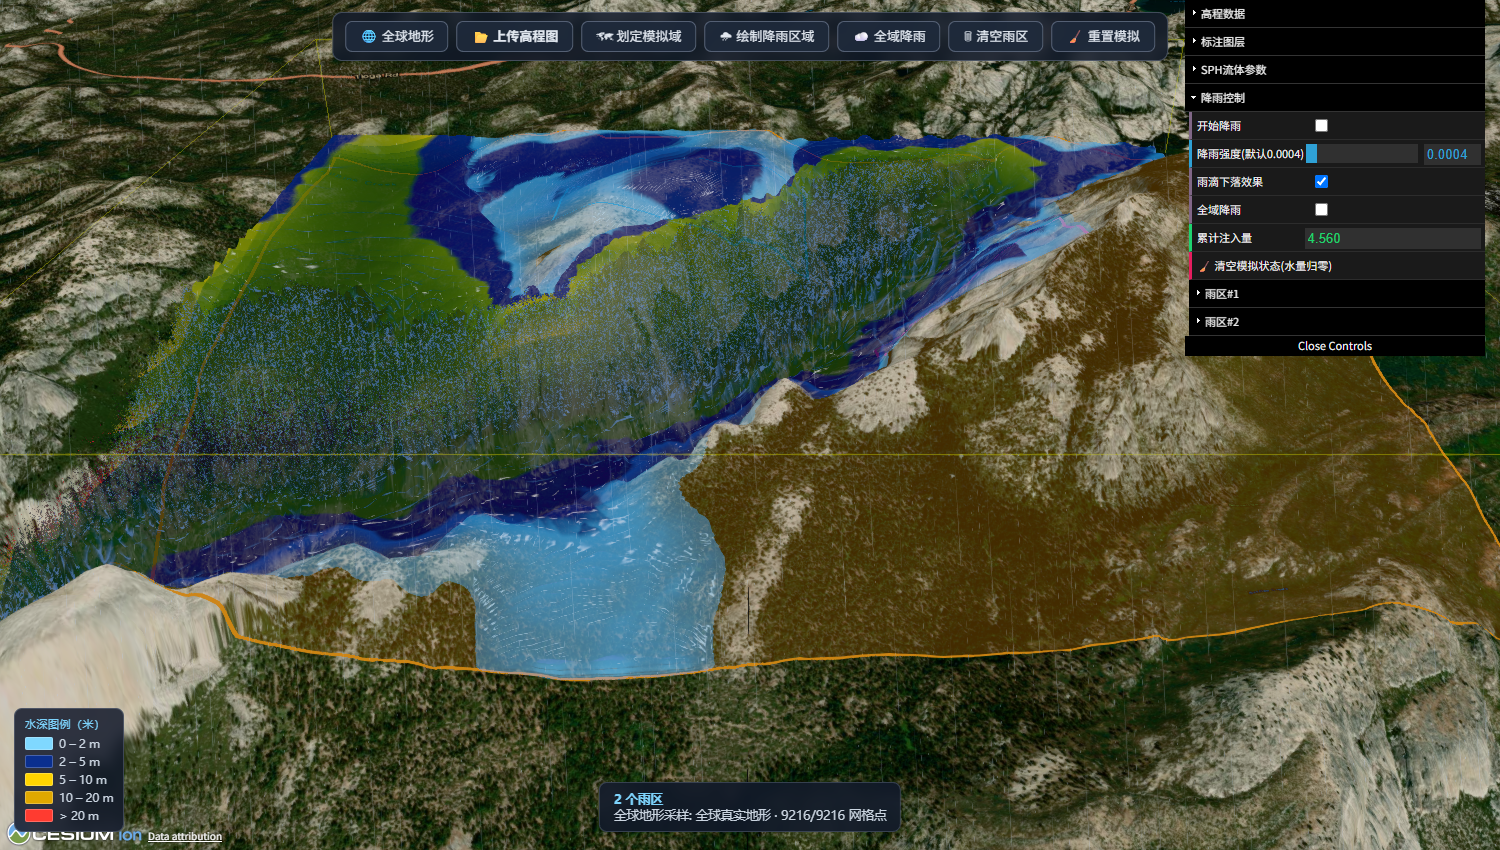 全球地形
上传高程图
划定模拟域
绘制降雨区域
全域降雨
清空雨区
重置模拟
高程数据
标注图层
SPH流体参数
降雨控制
开始降雨
降雨强度(默认0.0004) 0.0004
雨滴下落效果
全域降雨
累计注入量 4.560
清空模拟状态(水量归零)
雨区#1
雨区#2
Close Controls
水深图例（米）
0 – 2 m
2 – 5 m
5 – 10 m
10 – 20 m
> 20 m
CESIUM ion Data attribution
2 个雨区
全球地形采样: 全球真实地形 · 9216/9216 网格点